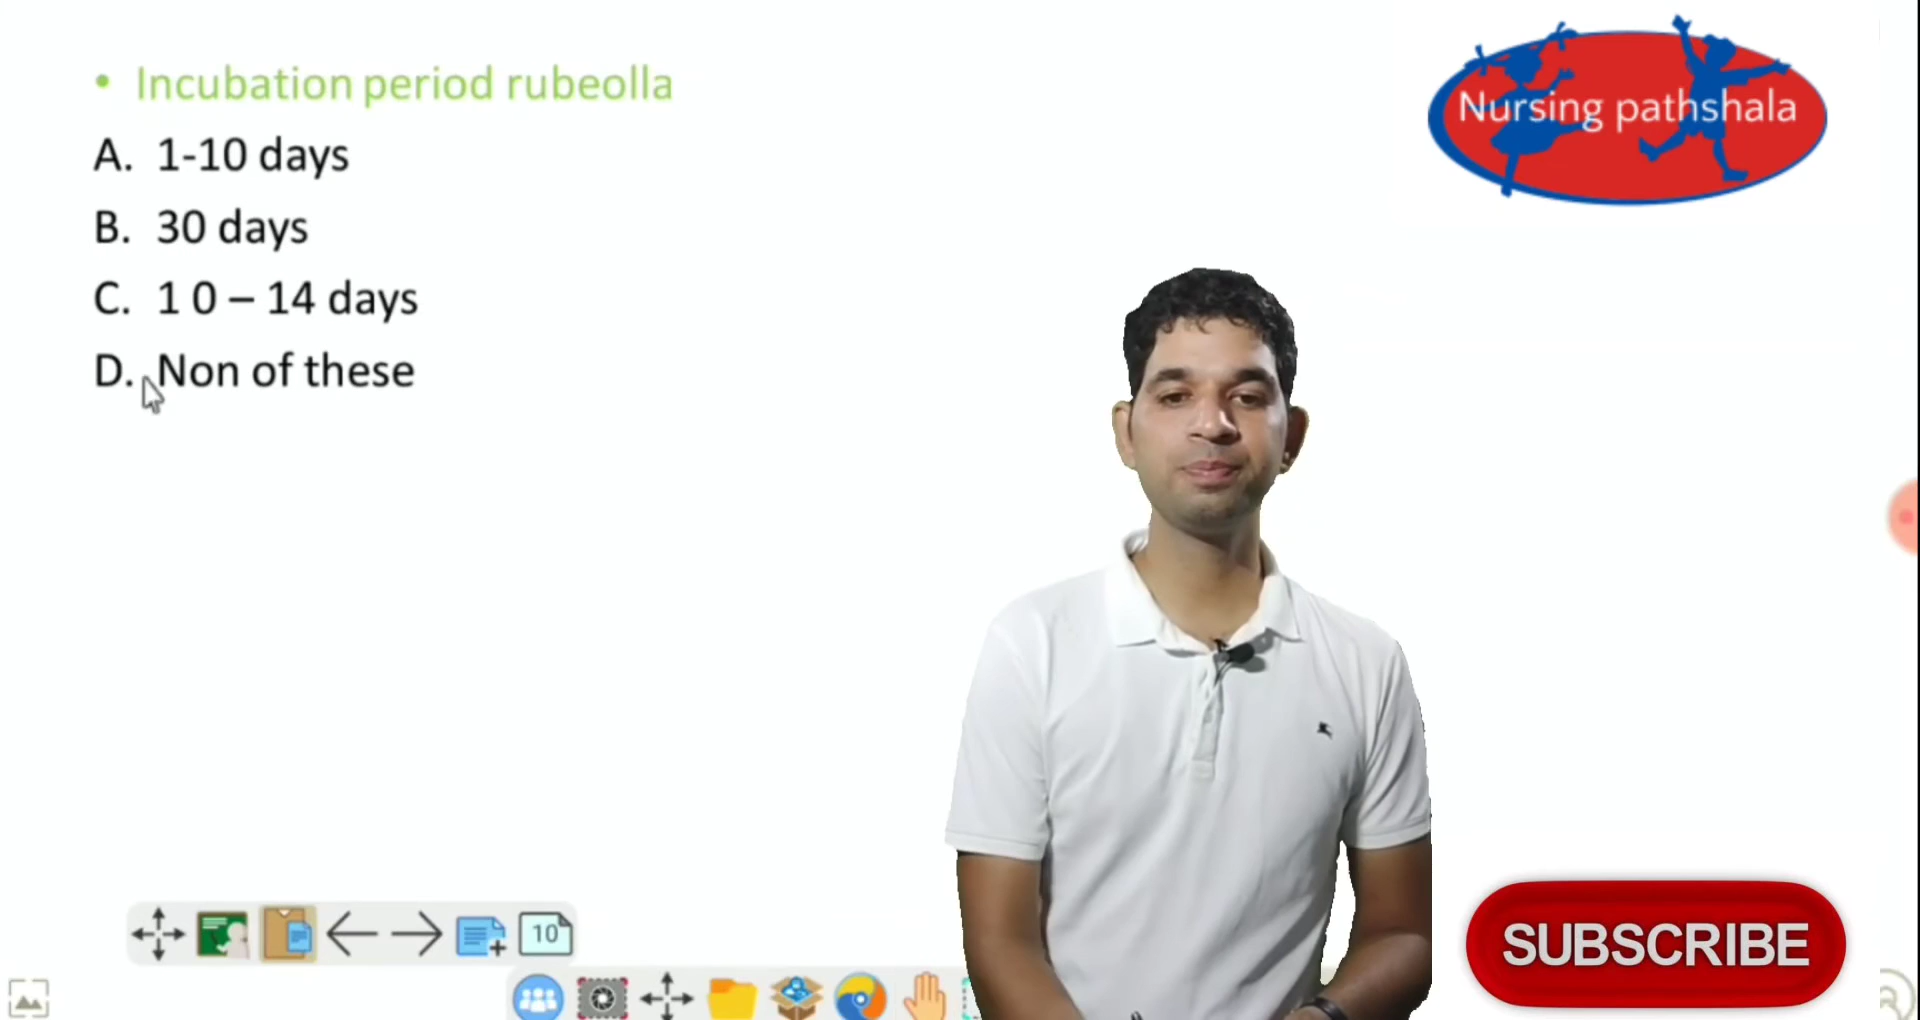 • Incubation period rubeolla
A. 1-10 days
B. 30 days
C. 1 0 – 14 days
D. Non of these
Nursing pathshala
10
SUBSCRIBE